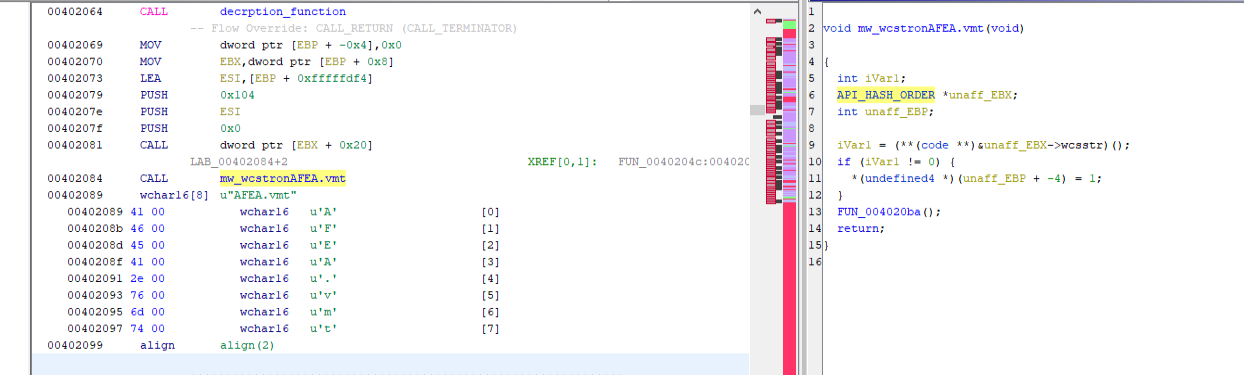 00402064 CALL decrption_function
-- Flow Override: CALL_RETURN (CALL_TERMINATOR)
00402069 MOV dword ptr [EBP + -0x4],0x0
00402070 MOV EBX,dword ptr [EBP + 0x8]
00402073 LEA ESI,[EBP + 0xfffffdf4]
00402079 PUSH 0x104
0040207e PUSH ESI
0040207f PUSH 0x0
00402081 CALL dword ptr [EBX + 0x20]
LAB_00402084+2 XREF[0,1]: FUN_0040204c:004020
00402084 CALL mw_wcstronAFEA.vmt
00402089 wchar16[8] u"AFEA.vmt"
00402089 41 00 wchar16 u'A' [0]
0040208b 46 00 wchar16 u'F' [1]
0040208d 45 00 wchar16 u'E' [2]
0040208f 41 00 wchar16 u'A' [3]
00402091 2e 00 wchar16 u'.' [4]
00402093 76 00 wchar16 u'v' [5]
00402095 6d 00 wchar16 u'm' [6]
00402097 74 00 wchar16 u't' [7]
00402099 align align(2)
1
2 void mw_wcstronAFEA.vmt(void)
3
4 {
5 int iVar1;
6 API_HASH_ORDER *unaff_EBX;
7 int unaff_EBP;
8
9 iVar1 = (**(code **)&unaff_EBX->wcsstr)();
10 if (iVar1 != 0) {
11 *(undefined4 *)(unaff_EBP + -4) = 1;
12 }
13 FUN_004020ba();
14 return;
15 }
16